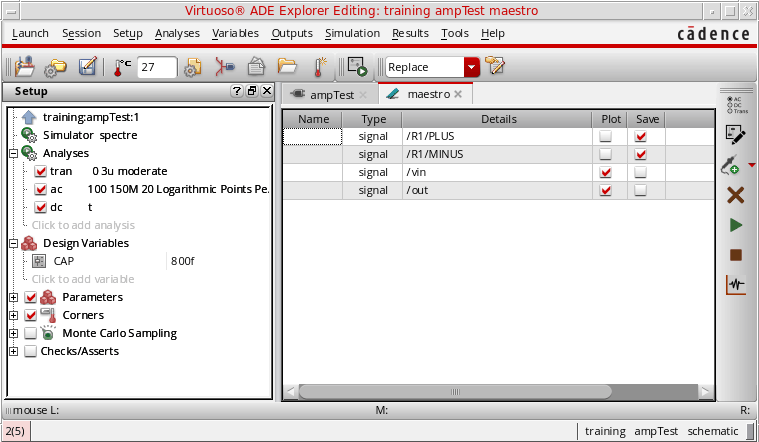 Virtuoso® ADE Explorer Editing: training ampTest maestro
Launch Session Setup Analyses Variables Outputs Simulation Results Tools Help
cādence
°C 27 Replace
Setup
ampTest maestro
training:ampTest:1
Simulator spectre
Analyses
tran 0 3u moderate
ac 100 150M 20 Logarithmic Points Pe..
dc t
Click to add analysis
Design Variables
CAP 800f
Click to add variable
Parameters
Corners
Monte Carlo Sampling
Checks/Asserts
Name Type Details Plot Save
signal /R1/PLUS
signal /R1/MINUS
signal /vin
signal /out
AC
DC
Trans
mouse L: M: R:
2(5) training ampTest schematic